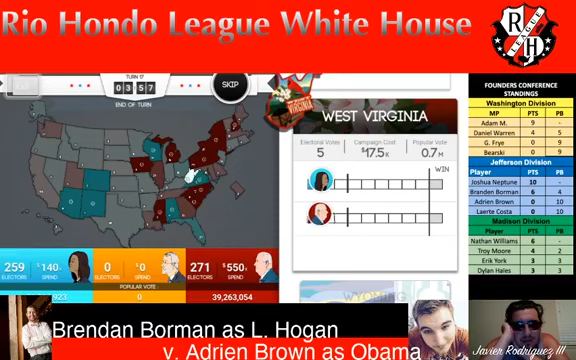 Rio Hondo League White House
R
H
LEAGUE
TURN 17
03:57
END OF TURN
SKIP
VIRGINIA
WEST VIRGINIA
Electoral Votes
Campaign Cost
Popular Vote
5
$17.5K
0.7M
WIN
259
ELECTORS
$140K
SPEND
0
ELECTORS
$0
SPEND
271
ELECTORS
$550K
SPEND
POPULAR VOTE
923
0
39,263,054
WYOMING
FOUNDERS CONFERENCE
STANDINGS
Washington Division
MP PTS PB
Adam M. 9 -
Daniel Warren 4 5
G. Frye 0 9
Bearski 0 9
Jefferson Division
Player PTS PB
Joshua Neptune 10 -
Branden Borman 6 4
Adrien Brown 0 10
Laerte Costa 0 10
Madison Division
Player PTS PB
Nathan Williams 6 -
Troy Moore 4 2
Erik York 3 3
Dylan Hales 3 3
Brendan Borman as L. Hogan
v. Adrien Brown as Obama
Javier Rodriguez III